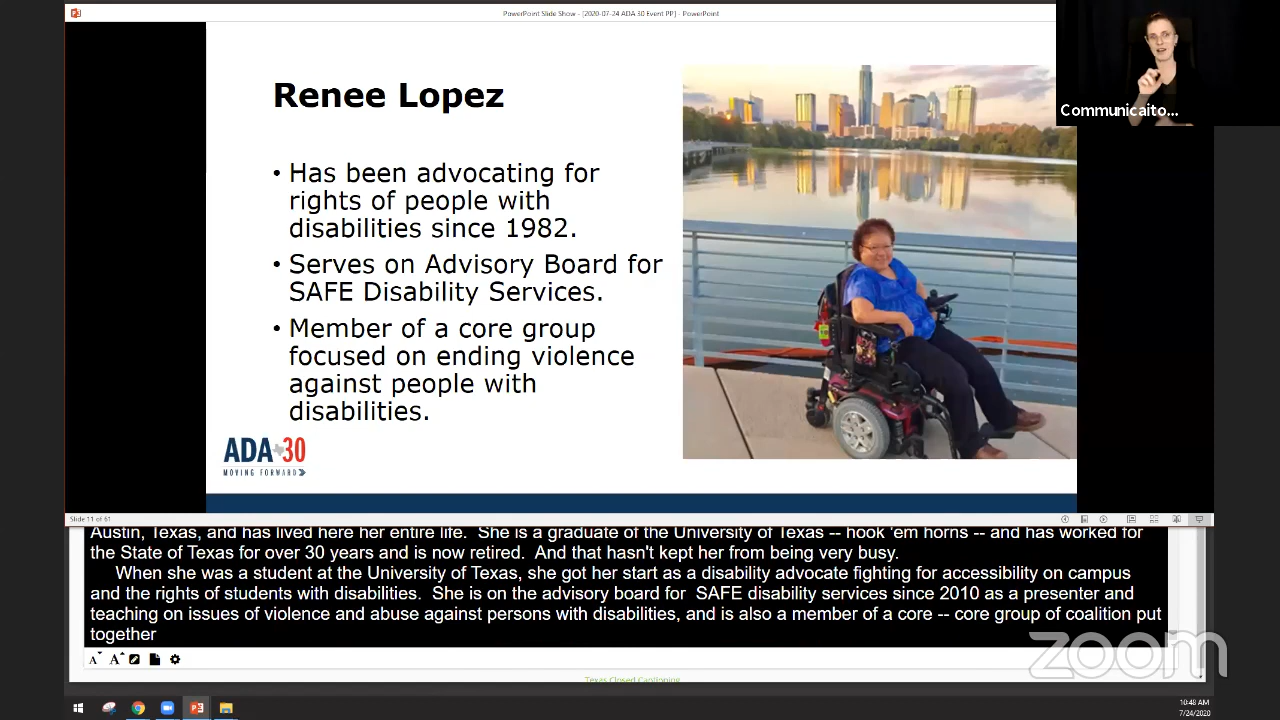 PowerPoint Slide Show - [2020-07-24 ADA 30 Event PP] - PowerPoint
Communicaito...
Renee Lopez
• Has been advocating for
rights of people with
disabilities since 1982.
• Serves on Advisory Board for
SAFE Disability Services.
• Member of a core group
focused on ending violence
against people with
disabilities.
ADA 30
MOVING FORWARD
Slide 11 of 61
Austin, Texas, and has lived here her entire life. She is a graduate of the University of Texas -- hook 'em horns -- and has worked for
the State of Texas for over 30 years and is now retired. And that hasn't kept her from being very busy.
When she was a student at the University of Texas, she got her start as a disability advocate fighting for accessibility on campus
and the rights of students with disabilities. She is on the advisory board for SAFE disability services since 2010 as a presenter and
teaching on issues of violence and abuse against persons with disabilities, and is also a member of a core -- core group of coalition put
together
zoom
A A
Texas Closed Captioning
10:48 AM
7/24/2020